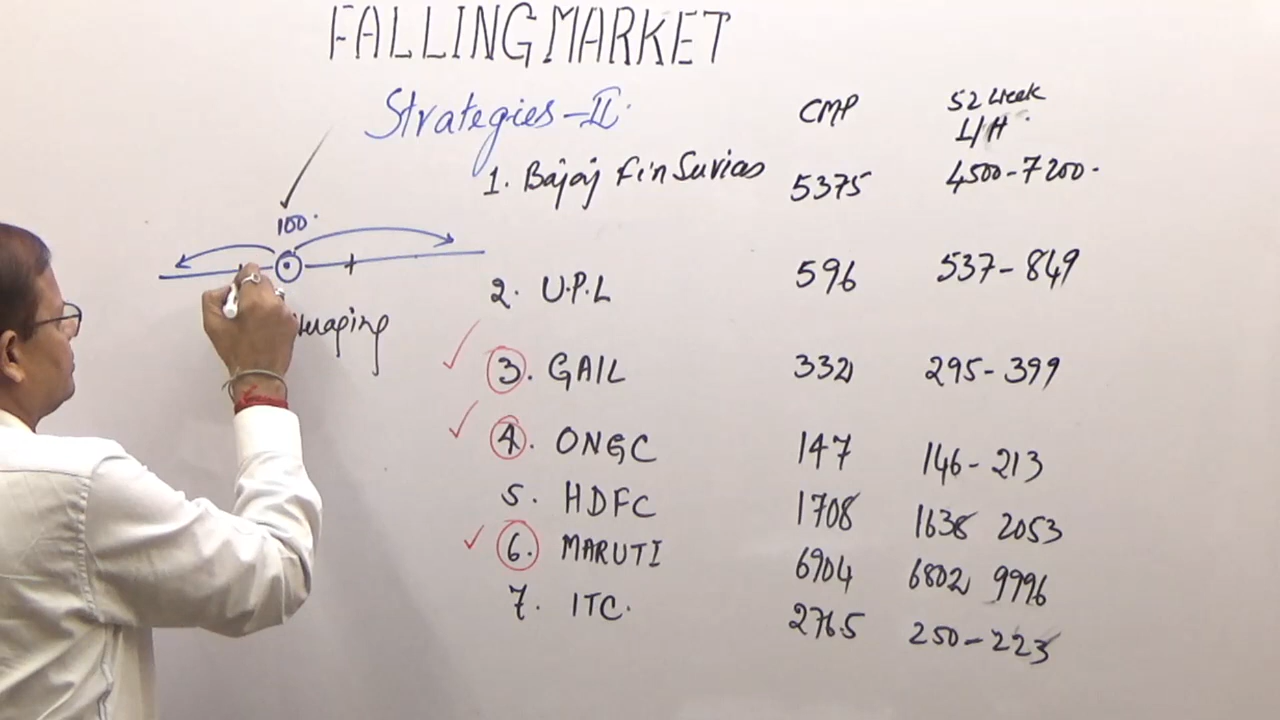 FALLING MARKET
Strategies-II
CMP 52 week
L/H
1. Bajaj Fin Survias 5375 4500-7200
100
2. U.P.L 596 537-849
3. GAIL 332 295-399
4. ONGC 147 146-213
5. HDFC 1708 1638 2053
6. MARUTI 6904 6802 9996
7. ITC. 276.5 250-223